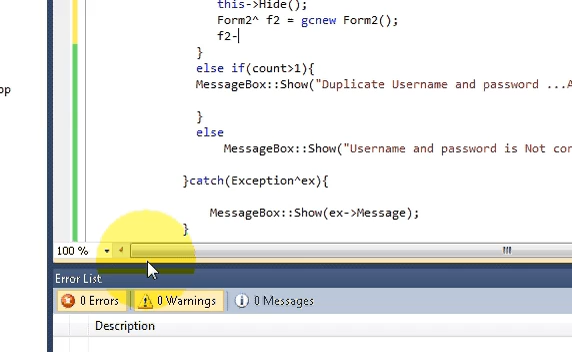 this->Hide();
Form2^ f2 = gcnew Form2();
f2-
}
else if(count>1){
MessageBox::Show("Duplicate Username and password ...A
}
else
MessageBox::Show("Username and password is Not con
}catch(Exception^ex){
MessageBox::Show(ex->Message);
}
pp
100 %
Error List
0 Errors
0 Warnings
0 Messages
Description